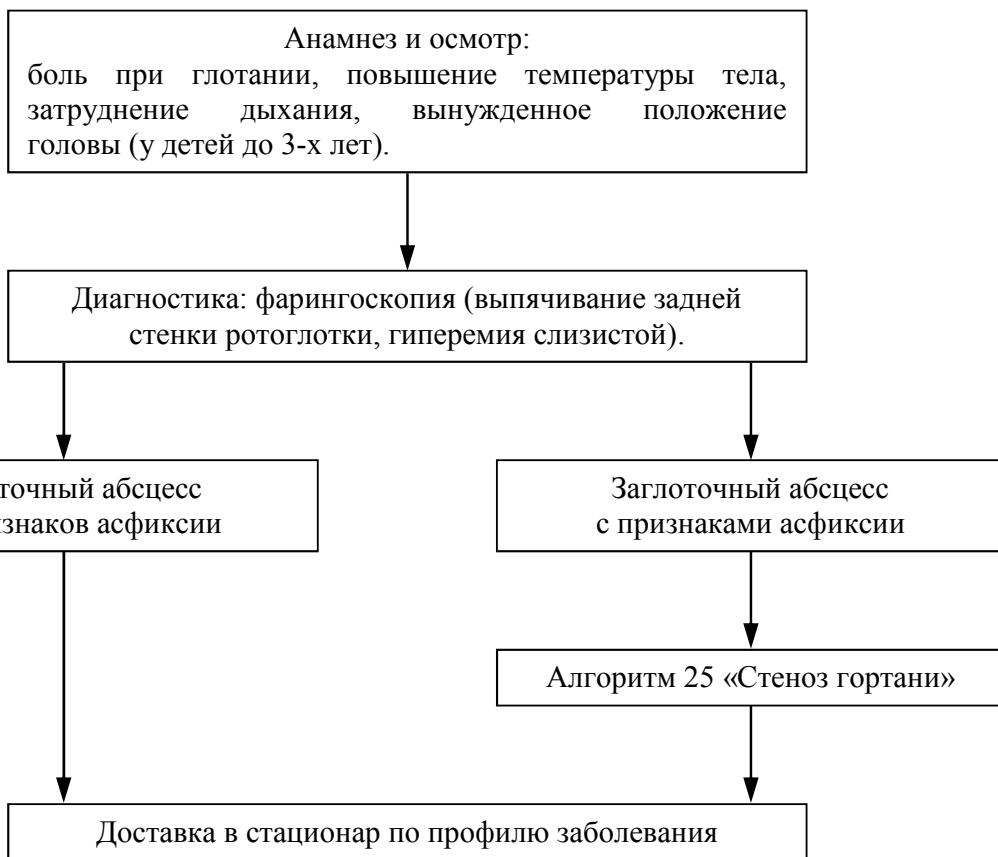 Анамнез и осмотр:
боль при глотании, повышение температуры тела,
затруднение дыхания, вынужденное положение
головы (у детей до 3-х лет).
Диагностика: фарингоскопия (выпячивание задней
стенки ротоглотки, гиперемия слизистой).
точный абсцесс
знаков асфиксии
Заглоточный абсцесс
с признаками асфиксии
Алгоритм 25 «Стеноз гортани»
Доставка в стационар по профилю заболевания